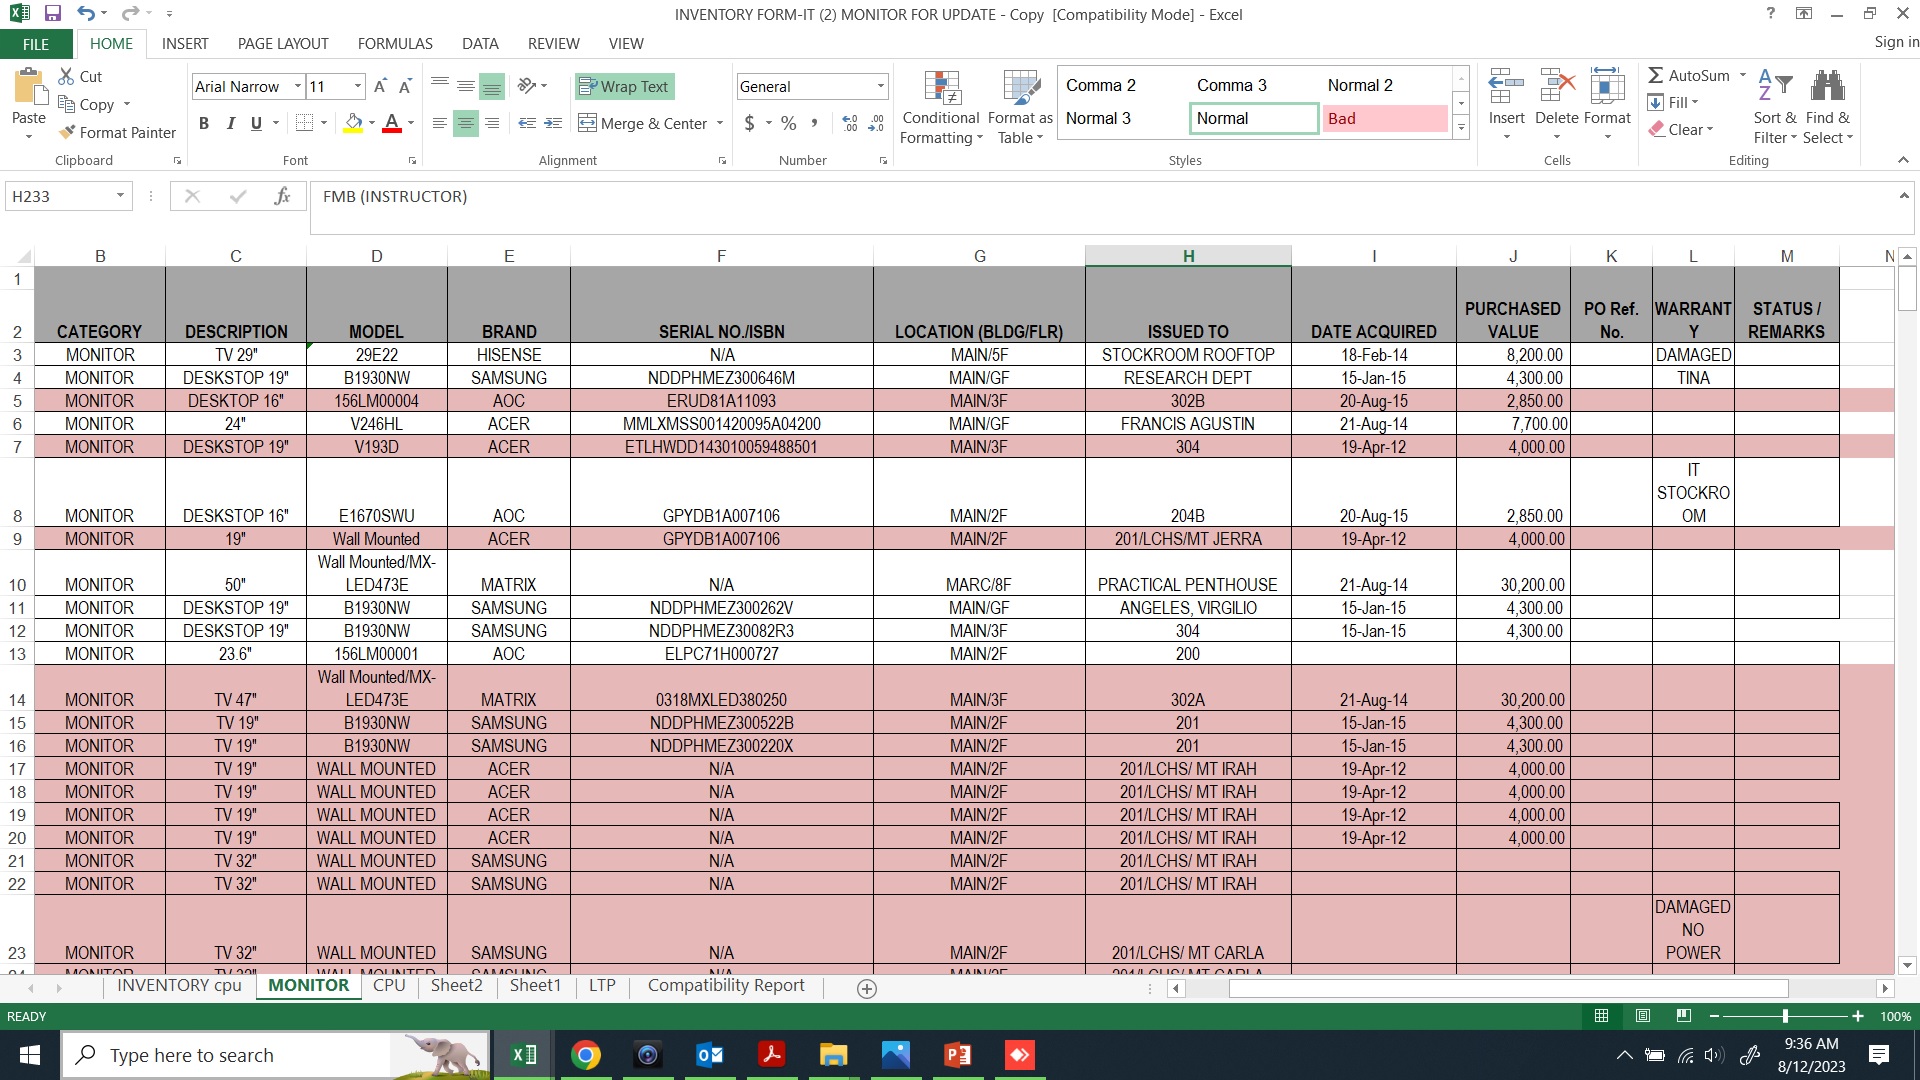 INVENTORY FORM-IT (2) MONITOR FOR UPDATE - Copy [Compatibility Mode] - Excel
FILE HOME INSERT PAGE LAYOUT FORMULAS DATA REVIEW VIEW Sign in
Cut
Copy
Format Painter
Paste
Clipboard
Arial Narrow 11
B I U
Font
Wrap Text
Merge & Center
Alignment
General
$ % ,
Number
Conditional Formatting
Format as Table
Comma 2 Comma 3 Normal 2
Normal 3 Normal Bad
Styles
Insert Delete Format
Cells
AutoSum
Fill
Clear
Sort & Filter
Find & Select
Editing
H233 fx FMB (INSTRUCTOR)
B C D E F G H I J K L M N
1
2 CATEGORY DESCRIPTION MODEL BRAND SERIAL NO./ISBN LOCATION (BLDG/FLR) ISSUED TO DATE ACQUIRED PURCHASED VALUE PO Ref. No. WARRANTY STATUS / REMARKS
3 MONITOR TV 29" 29E22 HISENSE N/A MAIN/5F STOCKROOM ROOFTOP 18-Feb-14 8,200.00 DAMAGED
4 MONITOR DESKSTOP 19" B1930NW SAMSUNG NDDPHMEZ300646M MAIN/GF RESEARCH DEPT 15-Jan-15 4,300.00 TINA
5 MONITOR DESKTOP 16" 156LM00004 AOC ERUD81A11093 MAIN/3F 302B 20-Aug-15 2,850.00
6 MONITOR 24" V246HL ACER MMLXMSS001420095A04200 MAIN/GF FRANCIS AGUSTIN 21-Aug-14 7,700.00
7 MONITOR DESKSTOP 19" V193D ACER ETLHWDD143010059488501 MAIN/3F 304 19-Apr-12 4,000.00
8 MONITOR DESKSTOP 16" E1670SWU AOC GPYDB1A007106 MAIN/2F 204B 20-Aug-15 2,850.00 IT STOCKROOM
9 MONITOR 19" Wall Mounted ACER GPYDB1A007106 MAIN/2F 201/LCHS/MT JERRA 19-Apr-12 4,000.00
10 MONITOR 50" Wall Mounted/MX-LED473E MATRIX N/A MARC/8F PRACTICAL PENTHOUSE 21-Aug-14 30,200.00
11 MONITOR DESKSTOP 19" B1930NW SAMSUNG NDDPHMEZ300262V MAIN/GF ANGELES, VIRGILIO 15-Jan-15 4,300.00
12 MONITOR DESKSTOP 19" B1930NW SAMSUNG NDDPHMEZ30082R3 MAIN/3F 304 15-Jan-15 4,300.00
13 MONITOR 23.6" 156LM00001 AOC ELPC71H000727 MAIN/2F 200
14 MONITOR TV 47" Wall Mounted/MX-LED473E MATRIX 0318MXLED380250 MAIN/3F 302A 21-Aug-14 30,200.00
15 MONITOR TV 19" B1930NW SAMSUNG NDDPHMEZ300522B MAIN/2F 201 15-Jan-15 4,300.00
16 MONITOR TV 19" B1930NW SAMSUNG NDDPHMEZ300220X MAIN/2F 201 15-Jan-15 4,300.00
17 MONITOR TV 19" WALL MOUNTED ACER N/A MAIN/2F 201/LCHS/ MT IRAH 19-Apr-12 4,000.00
18 MONITOR TV 19" WALL MOUNTED ACER N/A MAIN/2F 201/LCHS/ MT IRAH 19-Apr-12 4,000.00
19 MONITOR TV 19" WALL MOUNTED ACER N/A MAIN/2F 201/LCHS/ MT IRAH 19-Apr-12 4,000.00
20 MONITOR TV 19" WALL MOUNTED ACER N/A MAIN/2F 201/LCHS/ MT IRAH 19-Apr-12 4,000.00
21 MONITOR TV 32" WALL MOUNTED SAMSUNG N/A MAIN/2F 201/LCHS/ MT IRAH
22 MONITOR TV 32" WALL MOUNTED SAMSUNG N/A MAIN/2F 201/LCHS/ MT IRAH
23 MONITOR TV 32" WALL MOUNTED SAMSUNG N/A MAIN/2F 201/LCHS/ MT CARLA DAMAGED NO POWER
INVENTORY cpu MONITOR CPU Sheet2 Sheet1 LTP Compatibility Report
READY 100%
Type here to search
9:36 AM
8/12/2023